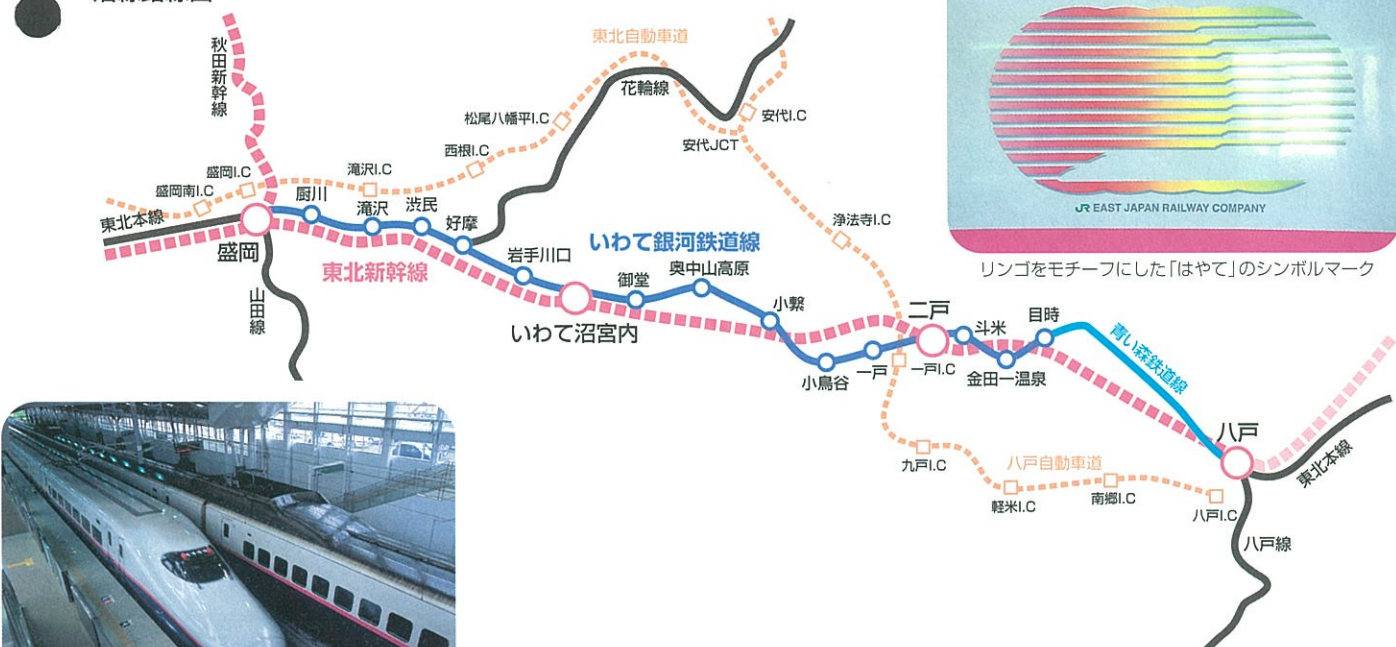 秋田新幹線
東北自動車道
花輪線
松尾八幡平I.C
安代I.C
安代JCT
西根I.C
滝沢I.C
盛岡I.C
盛岡南I.C
東北本線
盛岡
厨川
滝沢
渋民
好摩
岩手川口
いわて銀河鉄道線
東北新幹線
山田線
いわて沼宮内
御堂
奥中山高原
小繋
浄法寺I.C
小鳥谷
一戸
一戸I.C
二戸
斗米
金田一温泉
目時
青い森鉄道線
八戸
東北本線
八戸線
九戸I.C
軽米I.C
八戸自動車道
南郷I.C
八戸I.C
JR EAST JAPAN RAILWAY COMPANY
リンゴをモチーフにした「はやて」のシンボルマーク